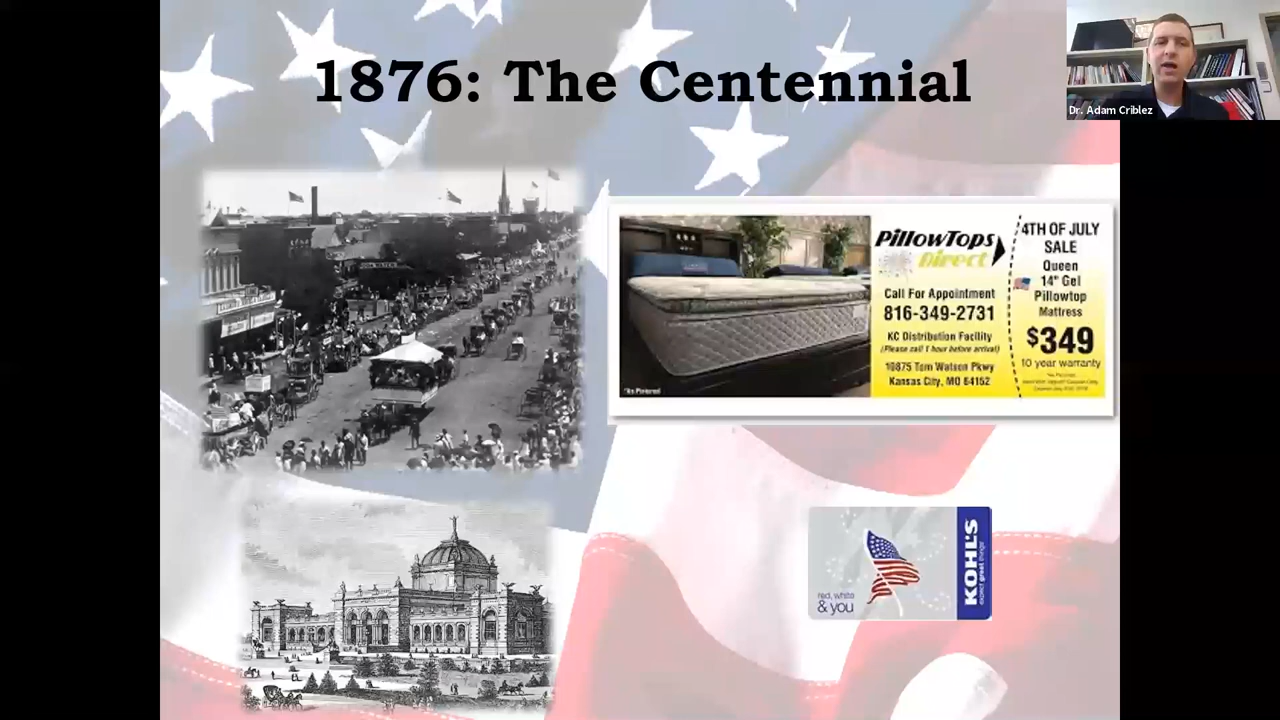 1876: The Centennial
Dr. Adam Criblez
PillowTops
Direct
Call For Appointment
816-349-2731
KC Distribution Facility
(Please call 1 hour before arrival)
10875 Tom Watson Pkwy
Kansas City, MO 64152
4TH OF JULY
SALE
Queen
14" Gel
Pillowtop
Mattress
$349
10 year warranty
*As Pictured
red, white
& you
KOHL'S
expect great things